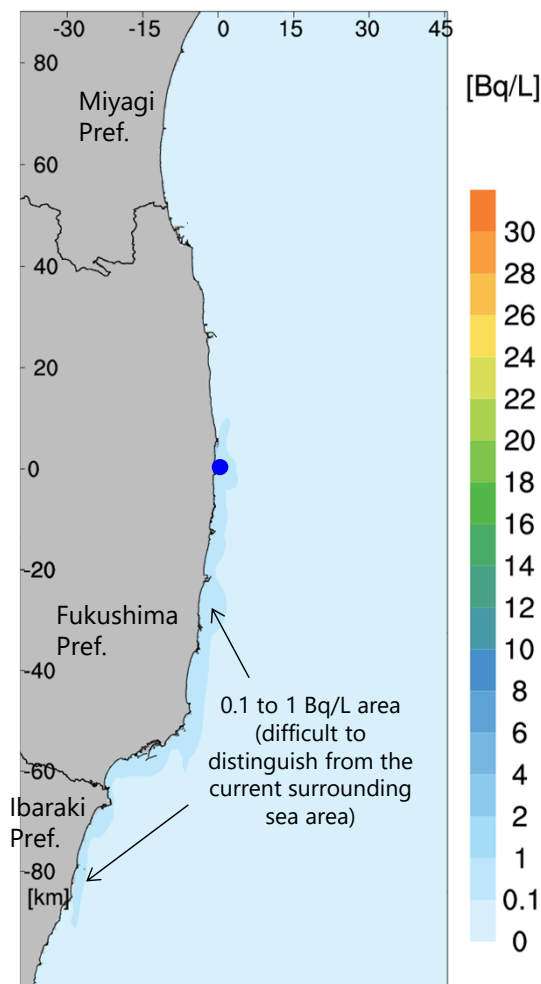 -30 -15 0 15 30 45
[Bq/L]
80
Miyagi
Pref.
60
40
20
0
-20
Fukushima
Pref.
-40
0.1 to 1 Bq/L area
(difficult to
distinguish from the
current surrounding
sea area)
-60
Ibaraki
Pref.
-80
[km]
30
28
26
24
22
20
18
16
14
12
10
8
6
4
2
1
0.1
0